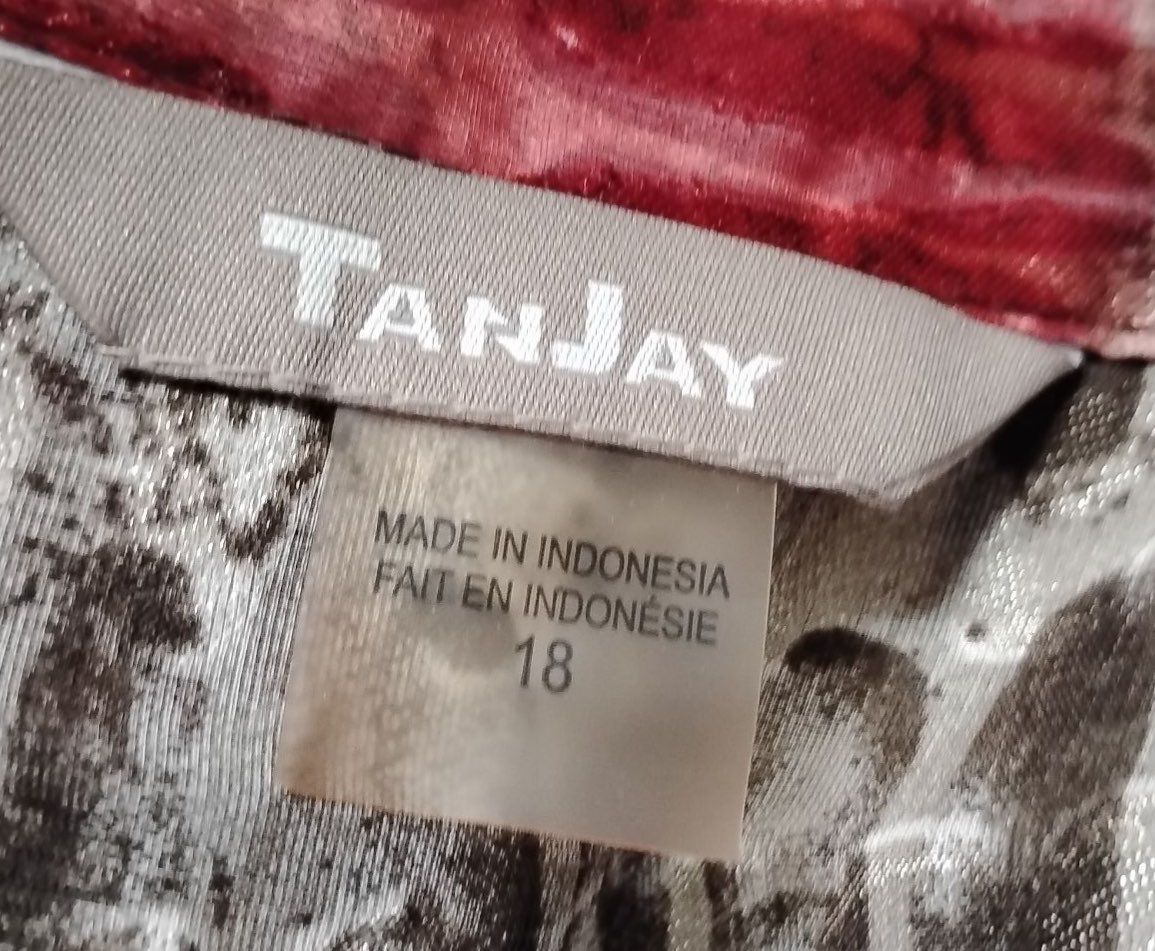 TANJAY
MADE IN INDONESIA
FAIT EN INDONÉSIE
18